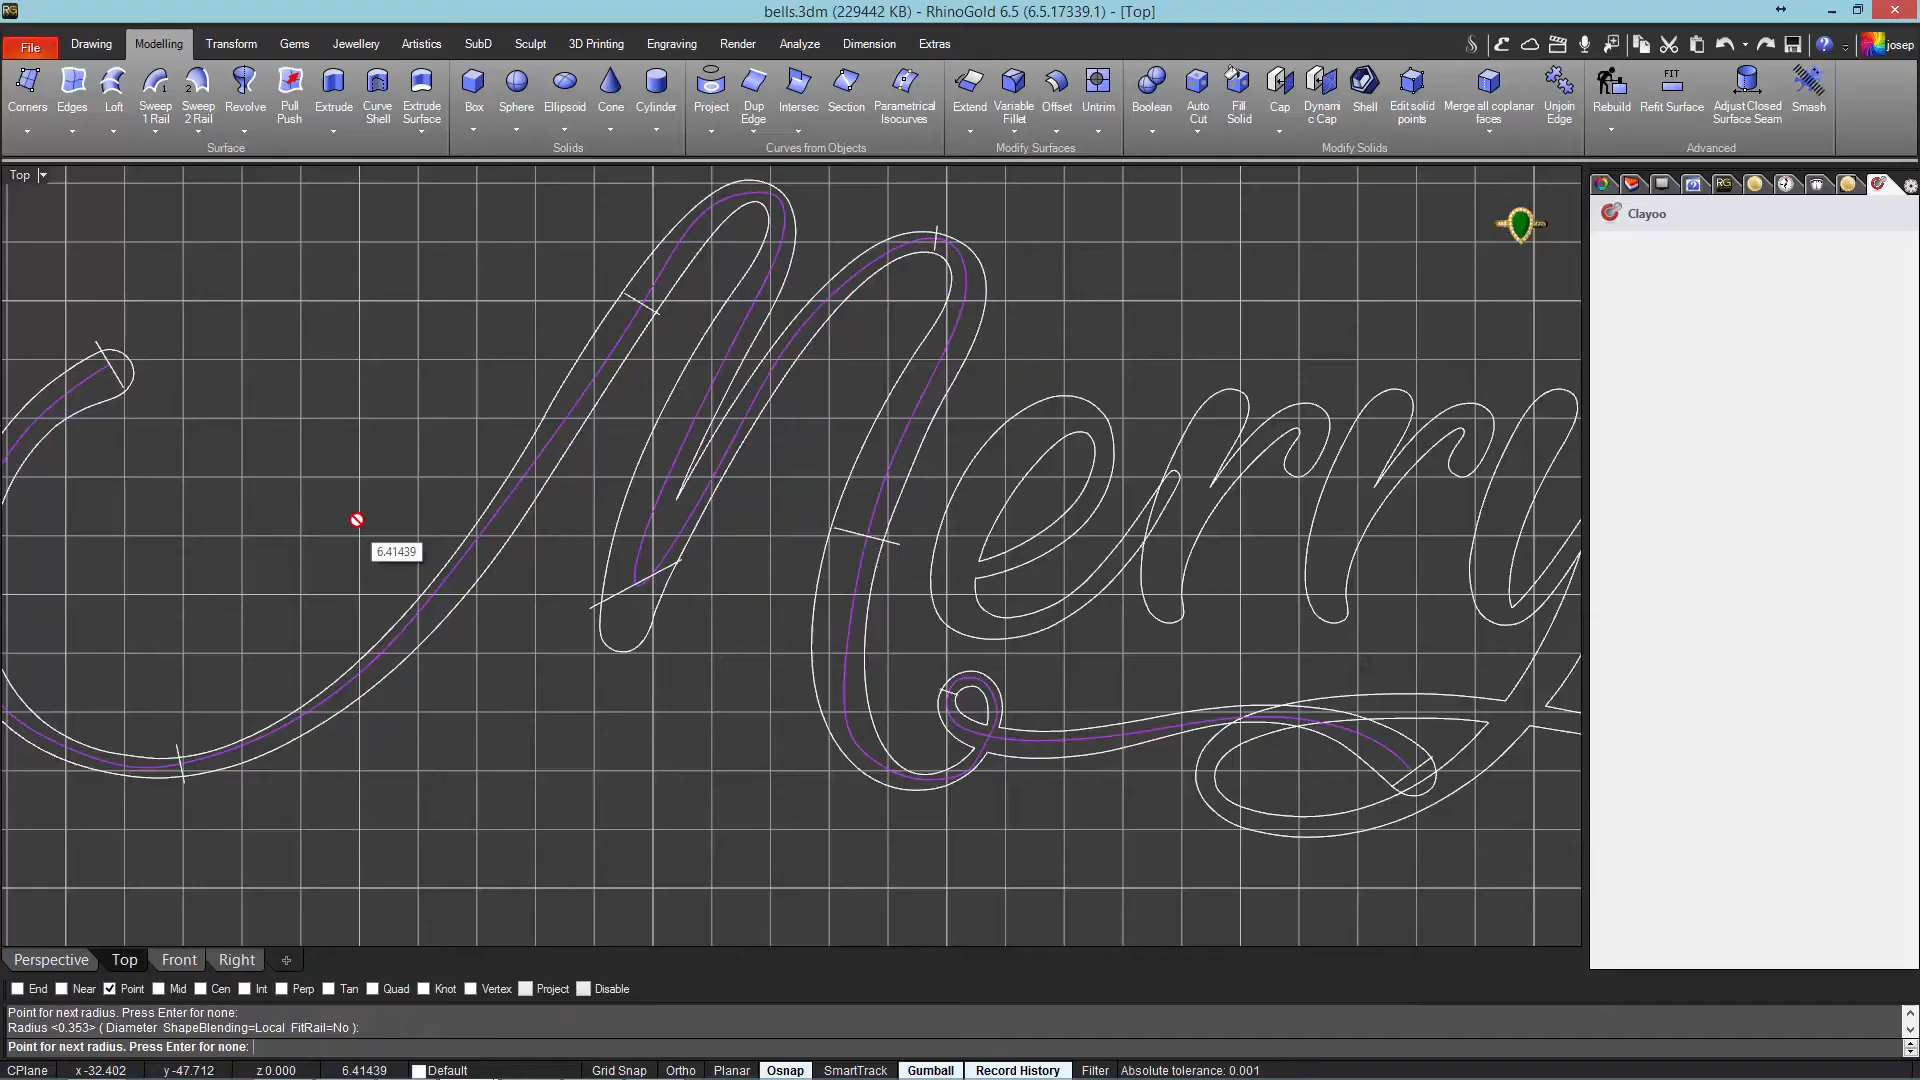 bells.3dm (229442 KB) - RhinoGold 6.5 (6.5.17339.1) - [Top]
File Drawing Modelling Transform Gems Jewellery Artistics SubD Sculpt 3D Printing Engraving Render Analyze Dimension Extras josep
Corners Edges Loft Sweep 1 Rail Sweep 2 Rail Revolve Pull Push Extrude Curve Shell Extrude Surface Box Sphere Ellipsoid Cone Cylinder Project Dup Edge Intersec Section Parametrical Isocurves Extend Variable Fillet Offset Untrim Boolean Auto Cut Fill Solid Cap Dynami c Cap Shell Edit solid points Merge all coplanar faces Unjoin Edge Rebuild FIT Refit Surface Adjust Closed Surface Seam Smash
Surface Solids Curves from Objects Modify Surfaces Modify Solids Advanced
Top
Clayoo
Merry
6.41439
Perspective Top Front Right
End Near Point Mid Cen Int Perp Tan Quad Knot Vertex Project Disable
Point for next radius. Press Enter for none:
Radius <0.353> ( Diameter ShapeBlending=Local FitRail=No ):
Point for next radius. Press Enter for none:
CPlane x -32.402 y -47.712 z 0.000 6.41439 Default Grid Snap Ortho Planar Osnap SmartTrack Gumball Record History Filter Absolute tolerance: 0.001